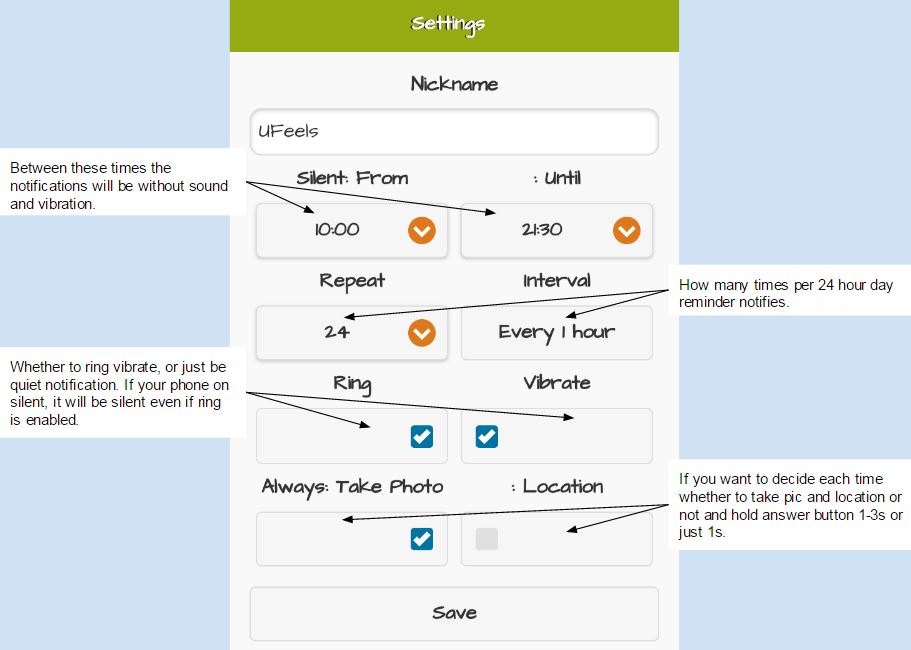 Settings
Nickname
UFeels
Between these times the
notifications will be without sound
and vibration.
Silent: From
: Until
10:00
21:30
Repeat
Interval
How many times per 24 hour day
reminder notifies.
24
Every 1 hour
Whether to ring vibrate, or just be
quiet notification. If your phone on
silent, it will be silent even if ring
is enabled.
Ring
Vibrate
Always: Take Photo
: Location
If you want to decide each time
whether to take pic and location or
not and hold answer button 1-3s or
just 1s.
Save